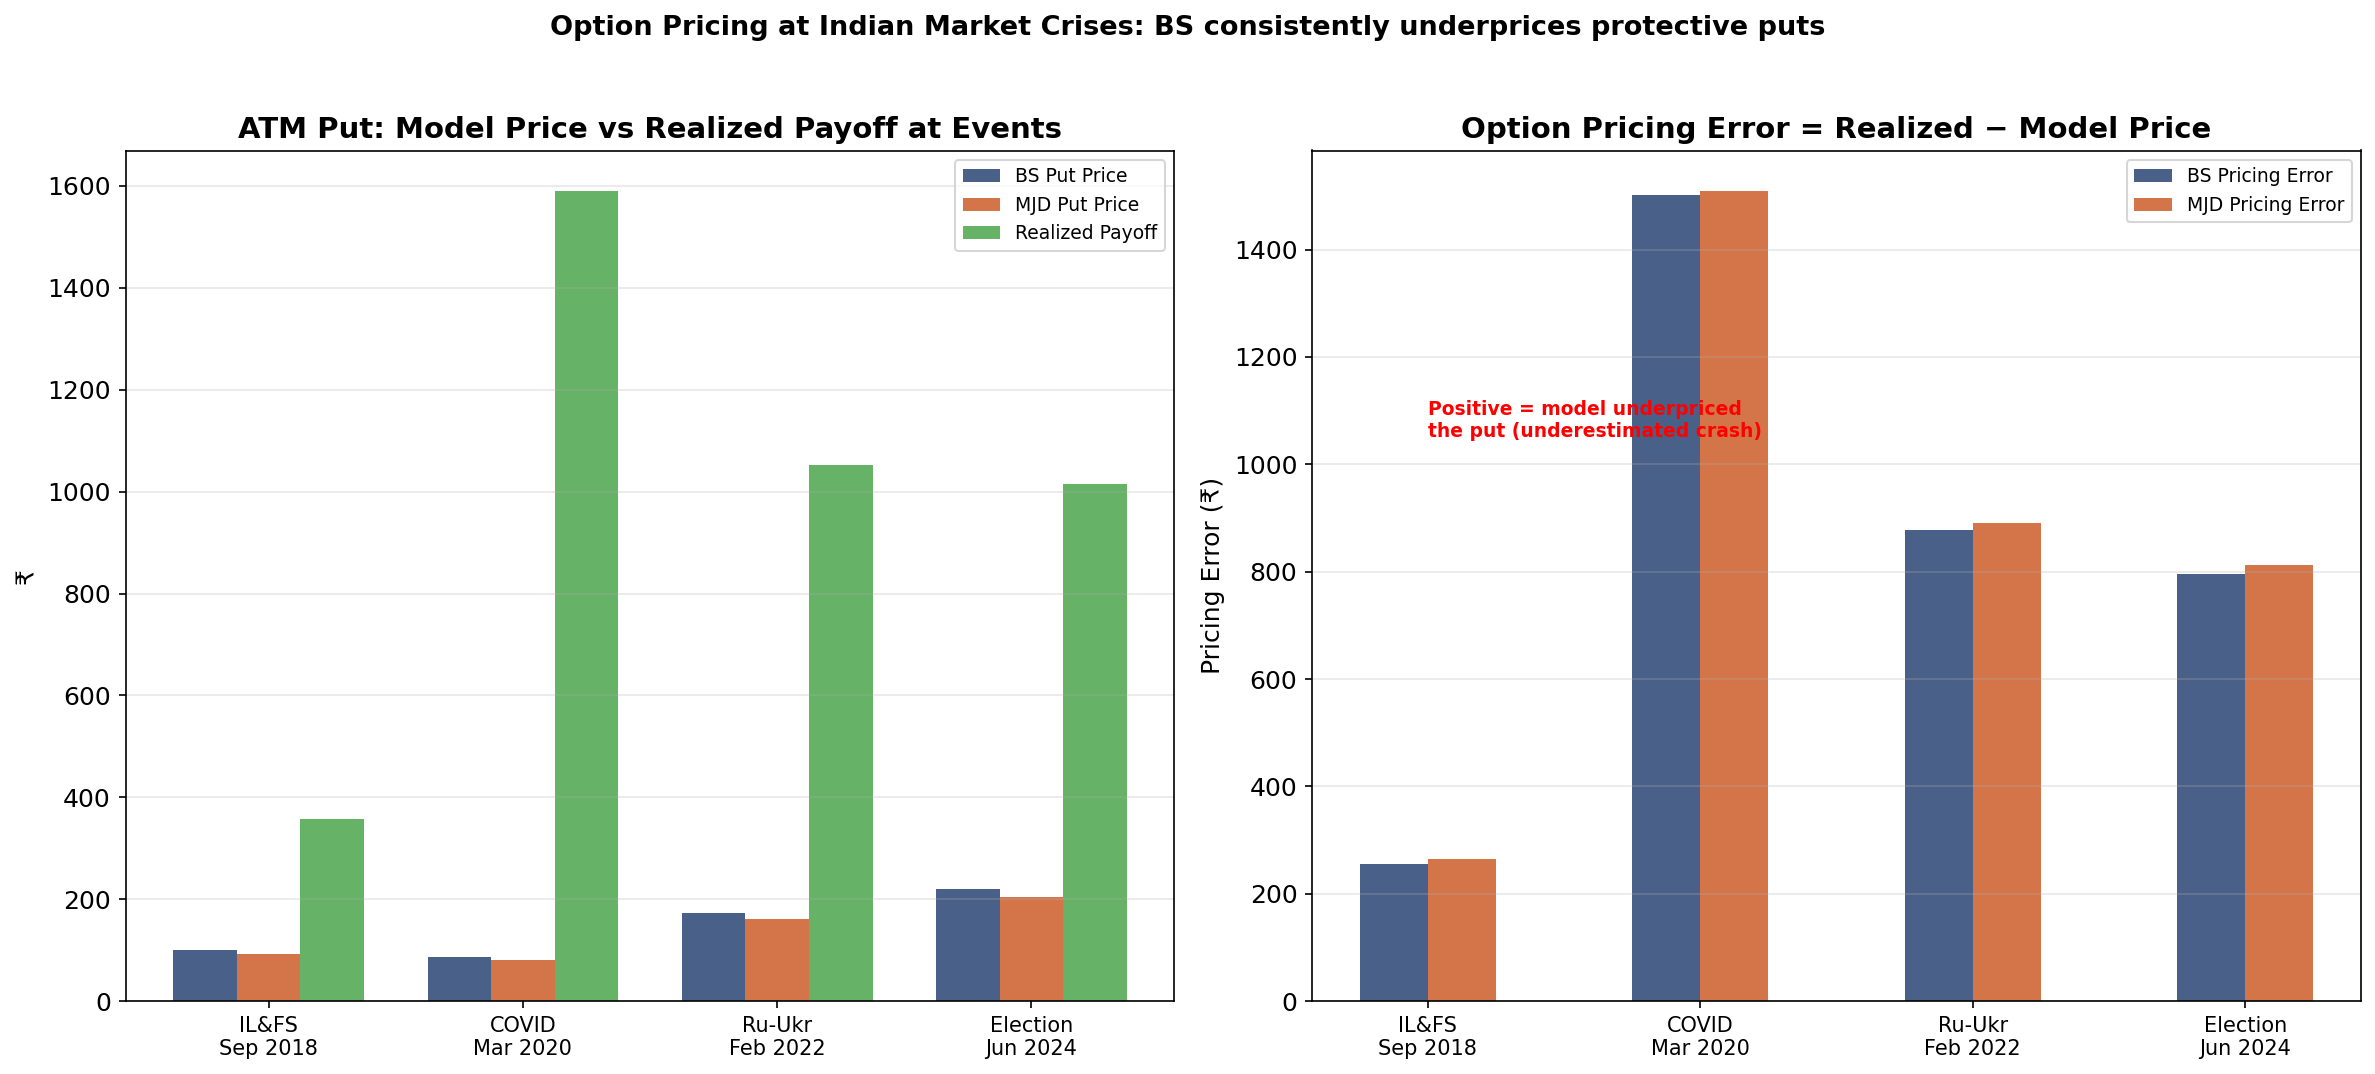 Option Pricing at Indian Market Crises: BS consistently underprices protective puts
ATM Put: Model Price vs Realized Payoff at Events
₹
1600
1400
1200
1000
800
600
400
200
0
BS Put Price
MJD Put Price
Realized Payoff
IL&FS
Sep 2018
COVID
Mar 2020
Ru-Ukr
Feb 2022
Election
Jun 2024
Option Pricing Error = Realized − Model Price
Pricing Error (₹)
1400
1200
1000
800
600
400
200
0
BS Pricing Error
MJD Pricing Error
Positive = model underpriced
the put (underestimated crash)
IL&FS
Sep 2018
COVID
Mar 2020
Ru-Ukr
Feb 2022
Election
Jun 2024